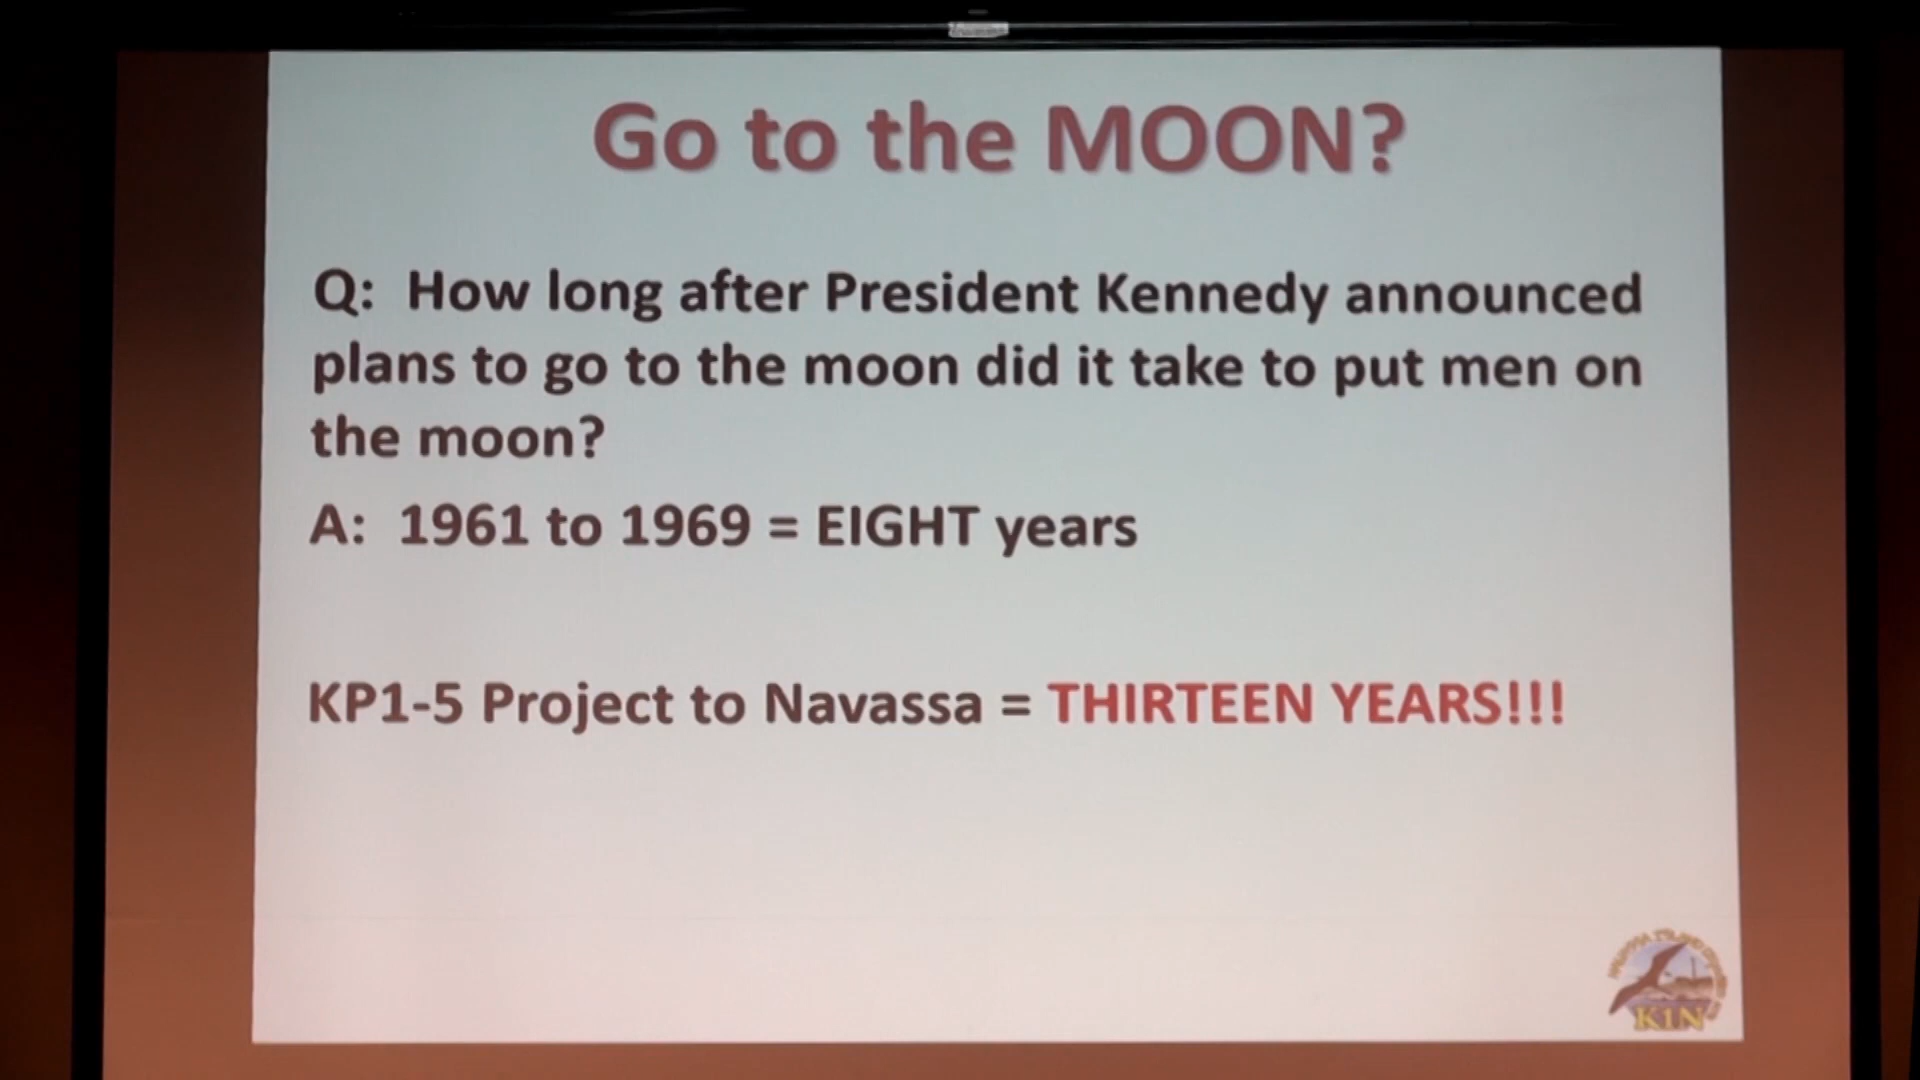 Go to the MOON?
Q: How long after President Kennedy announced
plans to go to the moon did it take to put men on
the moon?
A: 1961 to 1969 = EIGHT years
KP1-5 Project to Navassa = THIRTEEN YEARS!!!
K1N